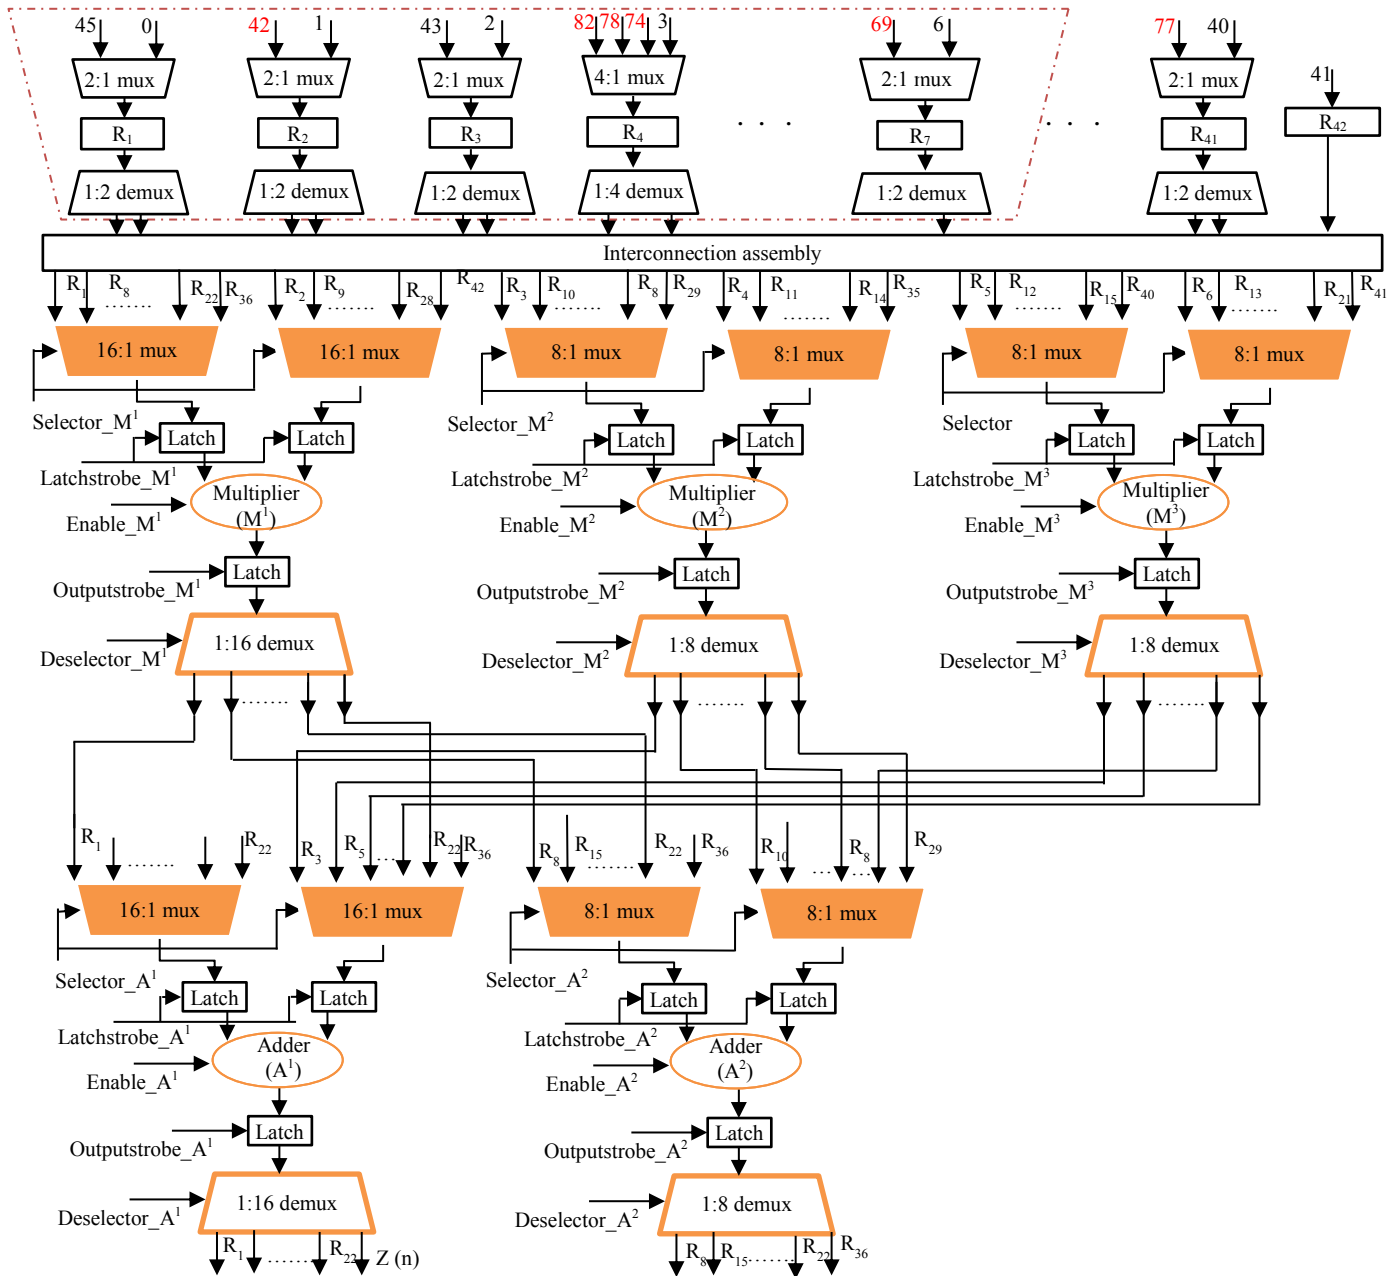 45 0 42 1 43 2 82 78 74 3 69 6 77 40 41
2:1 mux 2:1 mux 2:1 mux 4:1 mux 2:1 mux 2:1 mux
R1 R2 R3 R4 . . . R7 . . . R41 R42
1:2 demux 1:2 demux 1:2 demux 1:4 demux 1:2 demux 1:2 demux
Interconnection assembly
R1 R8 ....... R22 R36 R2 R9 ....... R28 R42 R3 R10 ....... R8 R29 R4 R11 ....... R14 R35 R5 R12 ....... R15 R40 R6 R13 ....... R21 R41
16:1 mux 16:1 mux 8:1 mux 8:1 mux 8:1 mux 8:1 mux
Selector_M¹ Selector_M² Selector
Latch Latch Latch Latch Latch Latch
Latchstrobe_M¹ Latchstrobe_M² Latchstrobe_M³
Multiplier Multiplier Multiplier
(M¹) (M²) (M³)
Enable_M¹ Enable_M² Enable_M³
Latch Latch Latch
Outputstrobe_M¹ Outputstrobe_M² Outputstrobe_M³
1:16 demux 1:8 demux 1:8 demux
Deselector_M¹ Deselector_M² Deselector_M³
....... ....... .......
R1 ....... R22 R3 R5 ... R22 R36 R8 R15 ....... R22 R36 R10 ....... R8 R29
16:1 mux 16:1 mux 8:1 mux 8:1 mux
Selector_A¹ Selector_A²
Latch Latch Latch Latch
Latchstrobe_A¹ Latchstrobe_A²
Adder Adder
(A¹) (A²)
Enable_A¹ Enable_A²
Latch Latch
Outputstrobe_A¹ Outputstrobe_A²
1:16 demux 1:8 demux
Deselector_A¹ Deselector_A²
R1 ....... R22 Z (n) R8 R15 ....... R22 R36